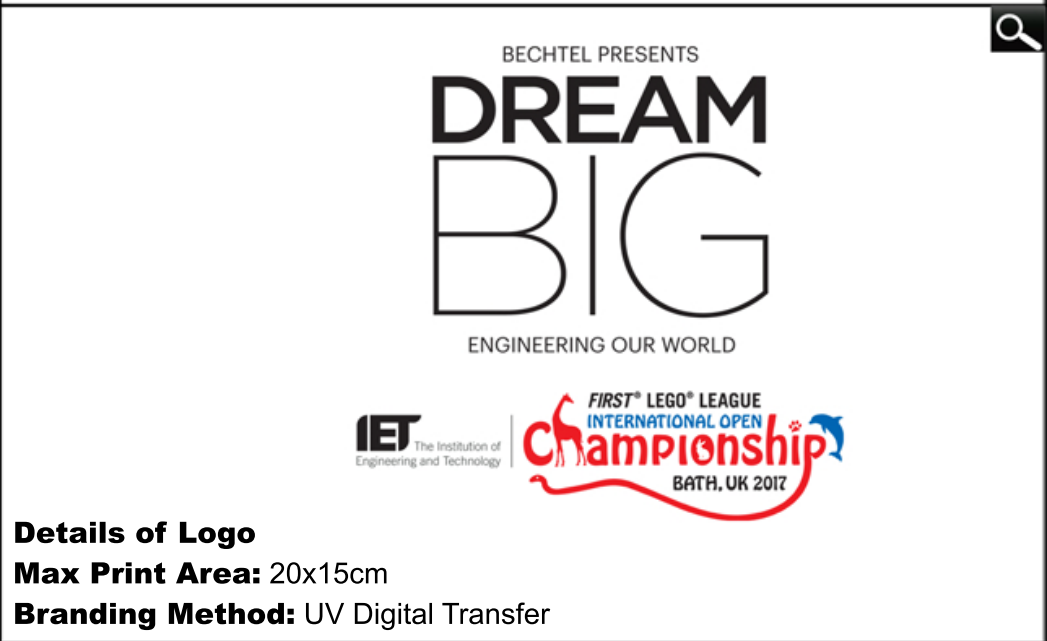 BECHTEL PRESENTS
DREAM
BIG
ENGINEERING OUR WORLD
IET The Institution of
Engineering and Technology
FIRST® LEGO® LEAGUE
INTERNATIONAL OPEN
Championship
BATH, UK 2017
Details of Logo
Max Print Area: 20x15cm
Branding Method: UV Digital Transfer